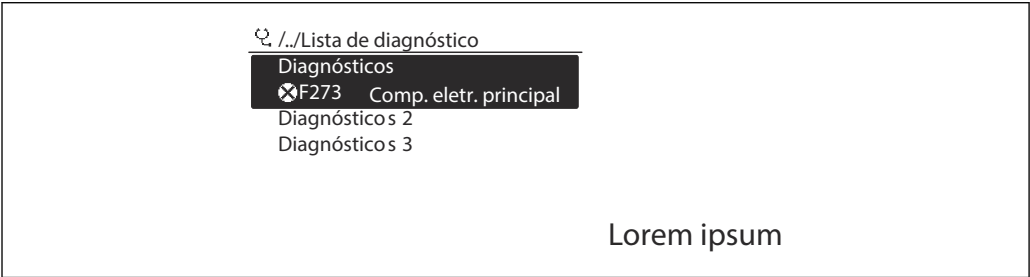 /../Lista de diagnóstico
Diagnósticos
F273 Comp. eletr. principal
Diagnósticos 2
Diagnósticos 3
Lorem ipsum